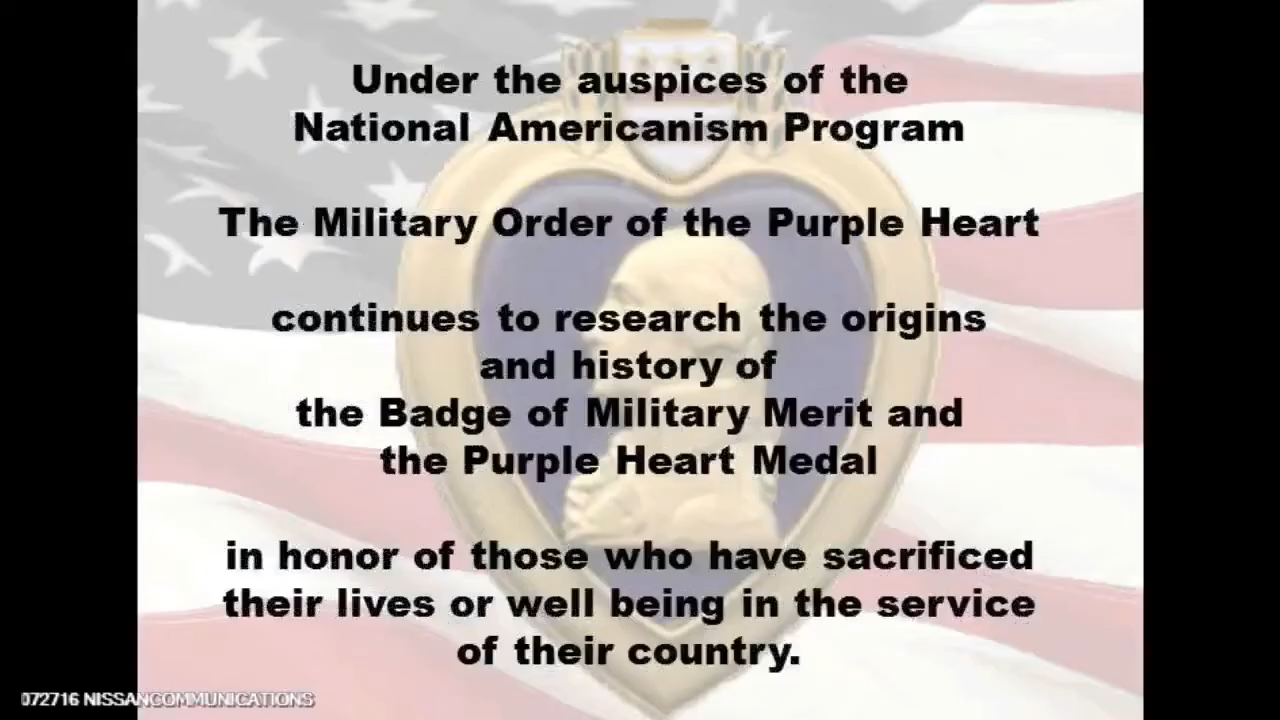 Under the auspices of the
National Americanism Program
The Military Order of the Purple Heart
continues to research the origins
and history of
the Badge of Military Merit and
the Purple Heart Medal
in honor of those who have sacrificed
their lives or well being in the service
of their country.
072716 NISSANCOMMUNICATIONS